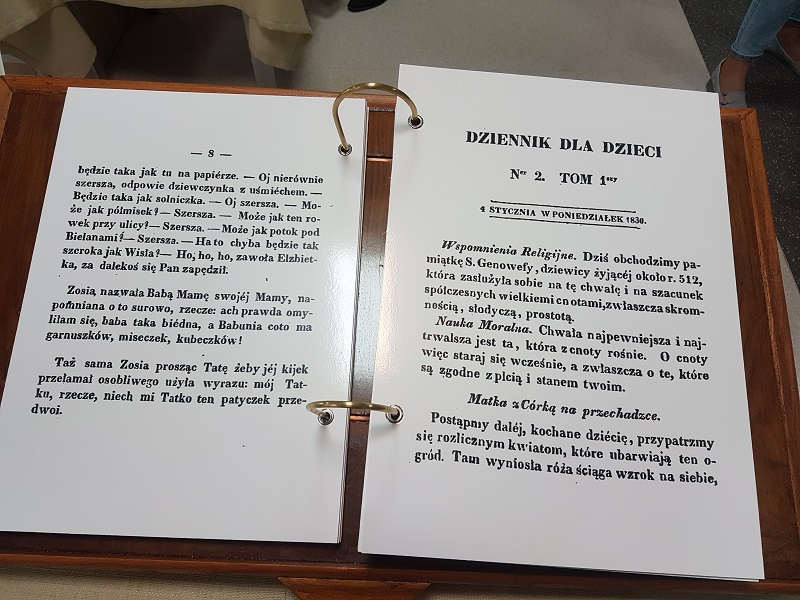 — 8 —
będzie taka jak tu na papiérze. — Oj nierównie
szersza, odpowie dziewczynka z uśmiéchem. —
Będzie taka jak solniczka. — Oj szersza. — Mo-
że jak pólmisek? — Szersza. — Może jak ten ro-
wek przy ulicy? — Szersza. — Może jak potok pod
Bielanami? — Szersza. — Ha to chyba będzie tak
szeroka jak Wisła? — Ho, ho, ho, zawoła Elzbiet-
ka, za dalekoś się Pan zapędził.
Zosia, nazwała Babą Mamę swojéj Mamy, na-
pomniana o to surowo, rzecze: ach prawda omy-
liłam się, baba taka biédna, a Babunia coto ma
garnuszków, miseczek, kubeczków!
Taż sama Zosia prosząc Tatę żeby jéj kijek
przełamał osobliwego użyła wyrazu: mój Tat-
ku, rzecze, niech mi Tatko ten patyczek prze-
dwoi.
DZIENNIK DLA DZIECI
Ner 2. TOM 1szy
4 STYCZNIA W PONIEDZIAŁEK 1830.
Wspomnienia Religijne. Dziś obchodzimy pa-
miątkę S. Genowefy, dziewicy żyjącéj około r. 512,
która zasłużyła sobie na tę chwałę i na szacunek
spółczesnych wielkiemi cnotami, zwłaszcza skrom-
nością, slodyczą, prostotą.
Nauka Moralna. Chwała najpewniejsza i naj-
trwalsza jest ta, która z cnoty rośnie. O cnoty
więc staraj się wcześnie, a zwłaszcza o te, które
są zgodne z plcią i stanem twoim.
Matka z Córką na przechadzce.
Postąpmy daléj, kochane dziécię, przypatrzmy
się rozlicznym kwiatom, które ubarwiają ten o-
gród. Tam wyniosła róża ściąga wzrok na siebie,